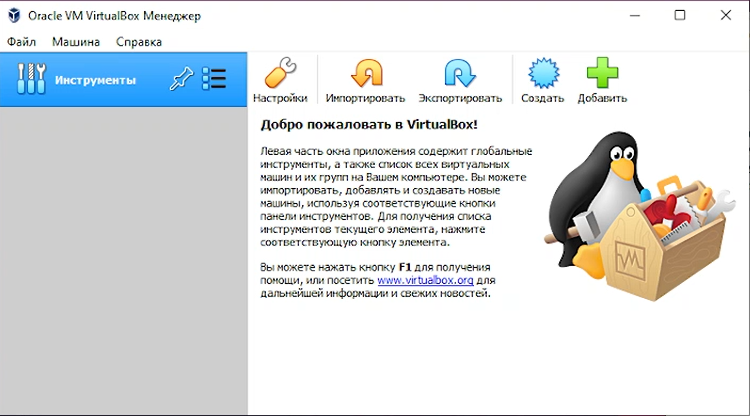 Oracle VM VirtualBox Менеджер
Файл Машина Справка
Инструменты
Настройки Импортировать Экспортировать Создать Добавить
Добро пожаловать в VirtualBox!
Левая часть окна приложения содержит глобальные
инструменты, а также список всех виртуальных
машин и их групп на Вашем компьютере. Вы можете
импортировать, добавлять и создавать новые
машины, используя соответствующие кнопки
панели инструментов. Для получения списка
инструментов текущего элемента, нажмите
соответствующую кнопку элемента.
Вы можете нажать кнопку F1 для получения
помощи, или посетить www.virtualbox.org для
дальнейшей информации и свежих новостей.